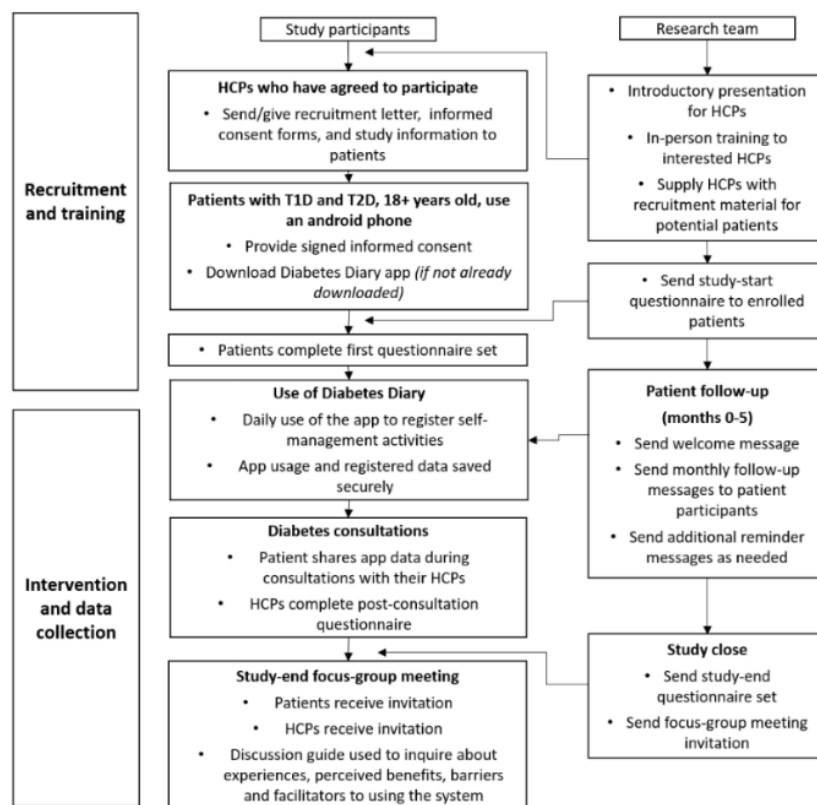 Study participants
Research team
Recruitment
and training
HCPs who have agreed to participate
• Send/give recruitment letter, informed
consent forms, and study information to
patients
Patients with T1D and T2D, 18+ years old, use
an android phone
• Provide signed informed consent
• Download Diabetes Diary app (if not already
downloaded)
• Patients complete first questionnaire set
• Introductory presentation
for HCPs
• In-person training to
interested HCPs
• Supply HCPs with
recruitment material for
potential patients
• Send study-start
questionnaire to enrolled
patients
Intervention
and data
collection
Use of Diabetes Diary
• Daily use of the app to register self-
management activities
• App usage and registered data saved
securely
Diabetes consultations
• Patient shares app data during
consultations with their HCPs
• HCPs complete post-consultation
questionnaire
Study-end focus-group meeting
• Patients receive invitation
• HCPs receive invitation
• Discussion guide used to inquire about
experiences, perceived benefits, barriers
and facilitators to using the system
Patient follow-up
(months 0-5)
• Send welcome message
• Send monthly follow-up
messages to patient
participants
• Send additional reminder
messages as needed
Study close
• Send study-end
questionnaire set
• Send focus-group meeting
invitation